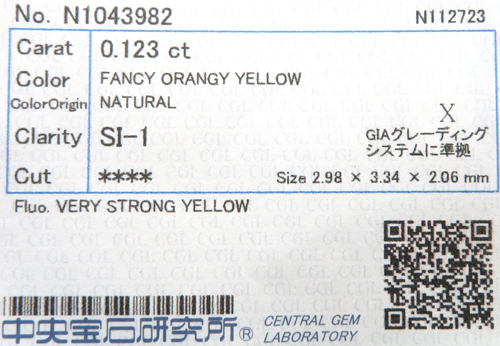 No. N1043982 N112723
Carat 0.123 ct
Color FANCY ORANGY YELLOW
ColorOrigin NATURAL
Clarity SI-1 X
GIAグレーディング
システムに準拠
Cut **** Size 2.98 × 3.34 × 2.06 mm
Fluo. VERY STRONG YELLOW
中央宝石研究所® CENTRAL GEM
LABORATORY